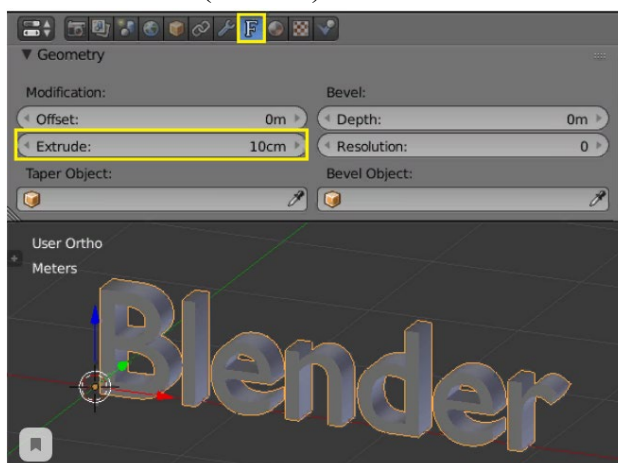 F
Geometry
Modification:
Bevel:
Offset: 0m
Depth: 0m
Extrude: 10cm
Resolution: 0
Taper Object:
Bevel Object:
User Ortho
Meters
Blender